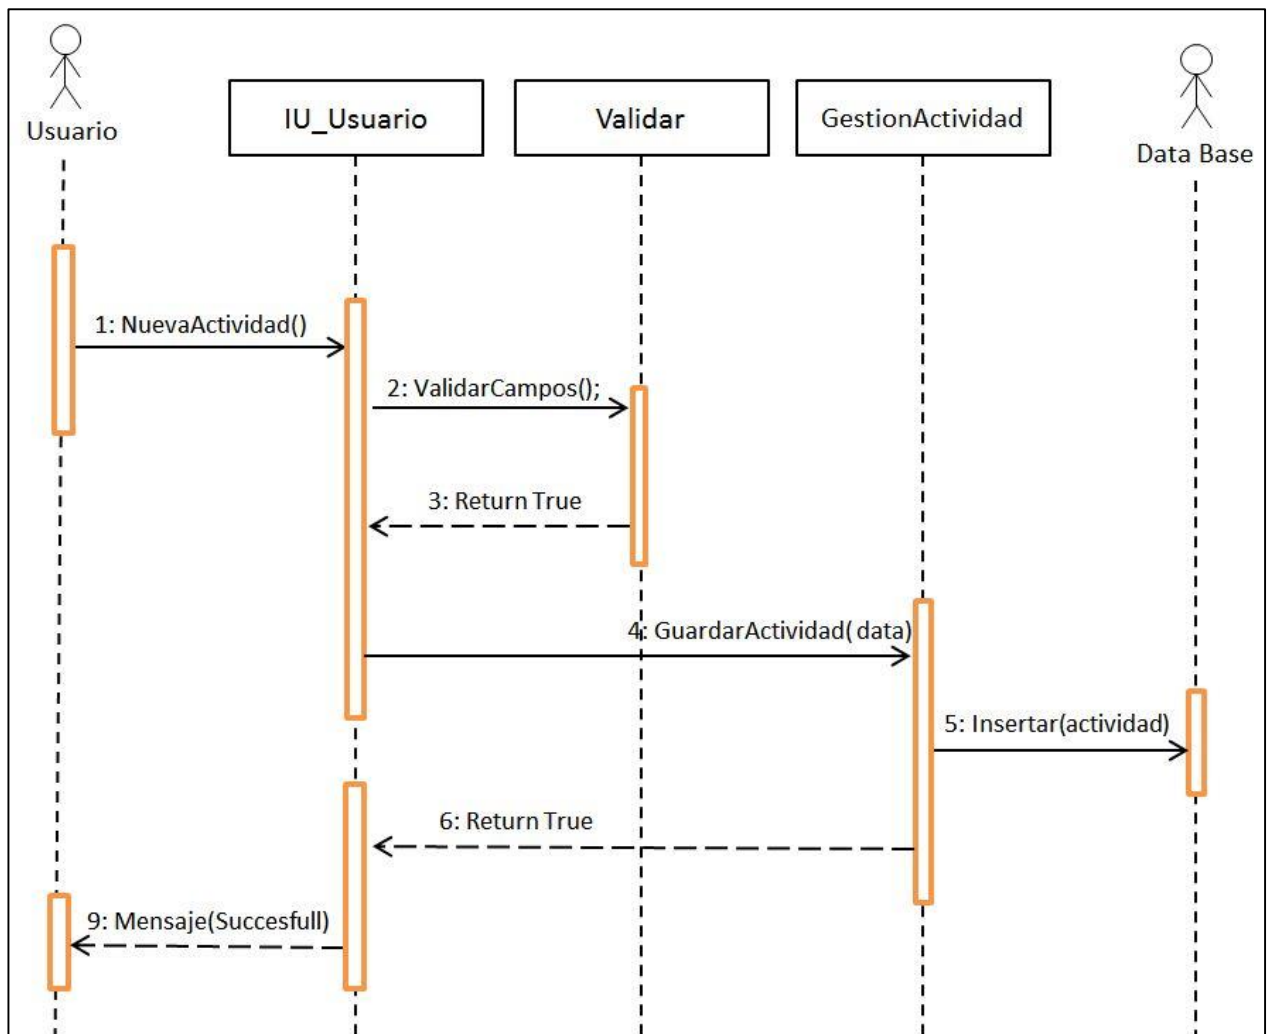 Usuario
IU_Usuario
Validar
GestionActividad
Data Base
1: NuevaActividad()
2: ValidarCampos();
3: Return True
4: GuardarActividad( data)
5: Insertar(actividad)
6: Return True
9: Mensaje(Succesfull)